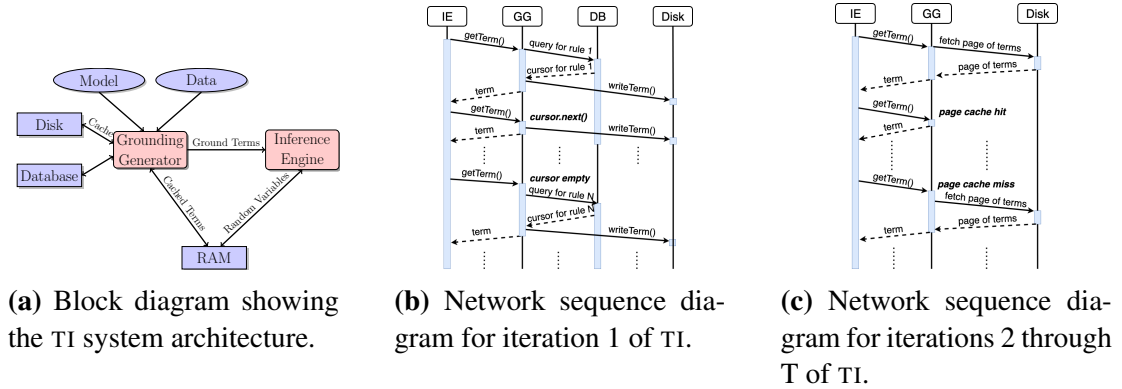 Model
Data
Disk
Cache
Grounding
Generator
Ground Terms
Inference
Engine
Database
Cached Terms
Random Variables
RAM
(a) Block diagram showing
the TI system architecture.
IE
GG
DB
Disk
getTerm()
query for rule 1
cursor for rule 1
term
writeTerm()
getTerm()
cursor.next()
term
writeTerm()
getTerm()
cursor empty
query for rule N
cursor for rule N
term
writeTerm()
(b) Network sequence dia-
gram for iteration 1 of TI.
IE
GG
Disk
getTerm()
fetch page of terms
page of terms
term
getTerm()
page cache hit
term
getTerm()
page cache miss
fetch page of terms
page of terms
term
(c) Network sequence dia-
gram for iterations 2 through
T of TI.